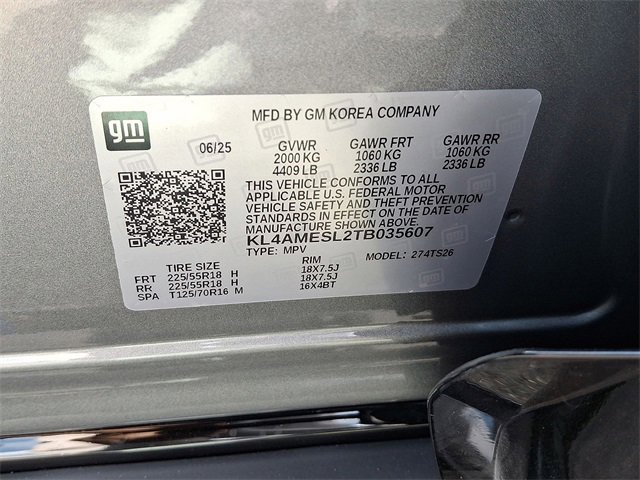 gm
MFD BY GM KOREA COMPANY
06/25 GVWR GAWR FRT GAWR RR
2000 KG 1060 KG 1060 KG
4409 LB 2336 LB 2336 LB
THIS VEHICLE CONFORMS TO ALL
APPLICABLE U.S. FEDERAL MOTOR
VEHICLE SAFETY AND THEFT PREVENTION
STANDARDS IN EFFECT ON THE DATE OF
MANUFACTURE SHOWN ABOVE.
KL4AMESL2TB035607
TYPE: MPV MODEL: 274TS26
TIRE SIZE RIM
FRT 225/55R18 H 18X7.5J
RR 225/55R18 H 18X7.5J
SPA T125/70R16 M 16X4BT